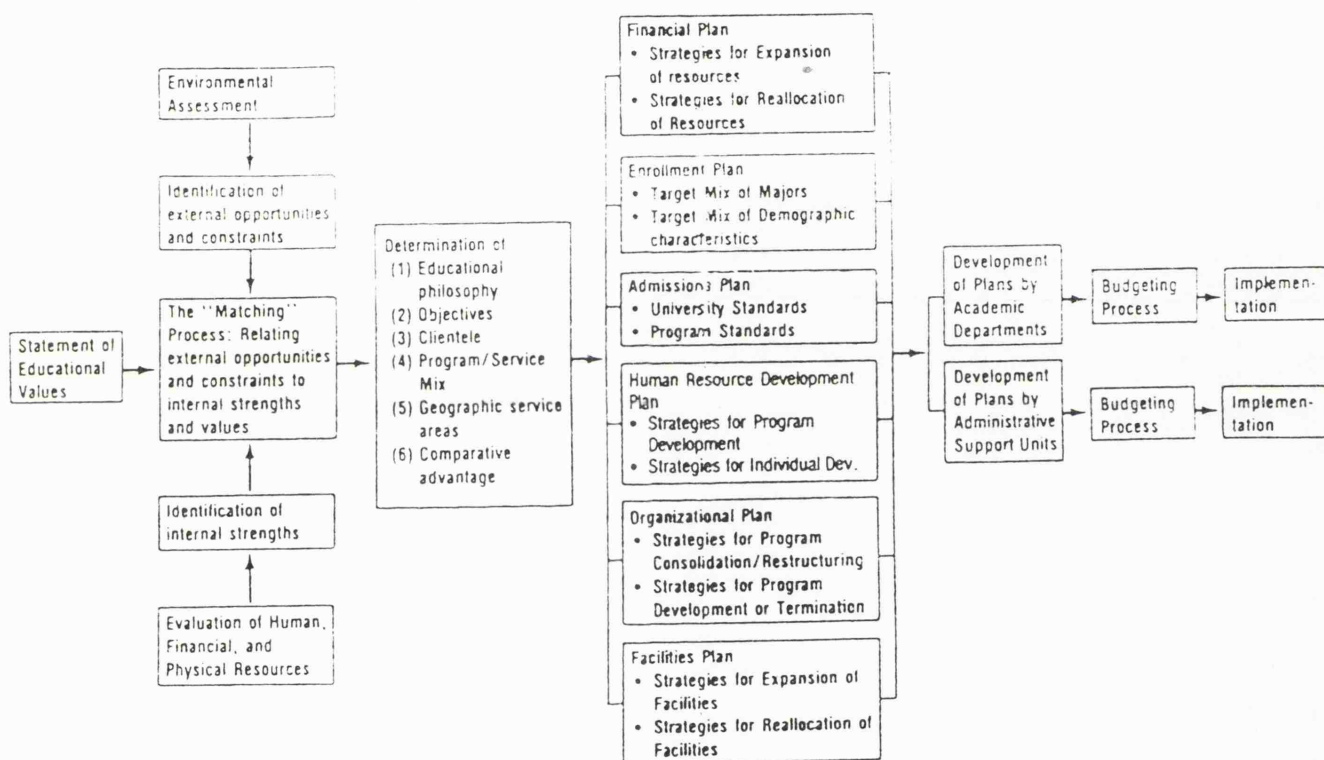 Environmental
Assessment
Identification of
external opportunities
and constraints
Statement of
Educational
Values
The "Matching"
Process: Relating
external opportunities
and constraints to
internal strengths
and values
Identification of
internal strengths
Evaluation of Human,
Financial, and
Physical Resources
Determination of
(1) Educational
philosophy
(2) Objectives
(3) Clientele
(4) Program/Service
Mix
(5) Geographic service
areas
(6) Comparative
advantage
Financial Plan
• Strategies for Expansion
of resources
• Strategies for Reallocation
of Resources
Enrollment Plan
• Target Mix of Majors
• Target Mix of Demographic
characteristics
Admissions Plan
• University Standards
• Program Standards
Human Resource Development
Plan
• Strategies for Program
Development
• Strategies for Individual Dev.
Organizational Plan
• Strategies for Program
Consolidation/Restructuring
• Strategies for Program
Development or Termination
Facilities Plan
• Strategies for Expansion of
Facilities
• Strategies for Reallocation of
Facilities
Development
of Plans by
Academic
Departments
Budgeting
Process
Implemen-
tation
Development
of Plans by
Administrative
Support Units
Budgeting
Process
Implemen-
tation